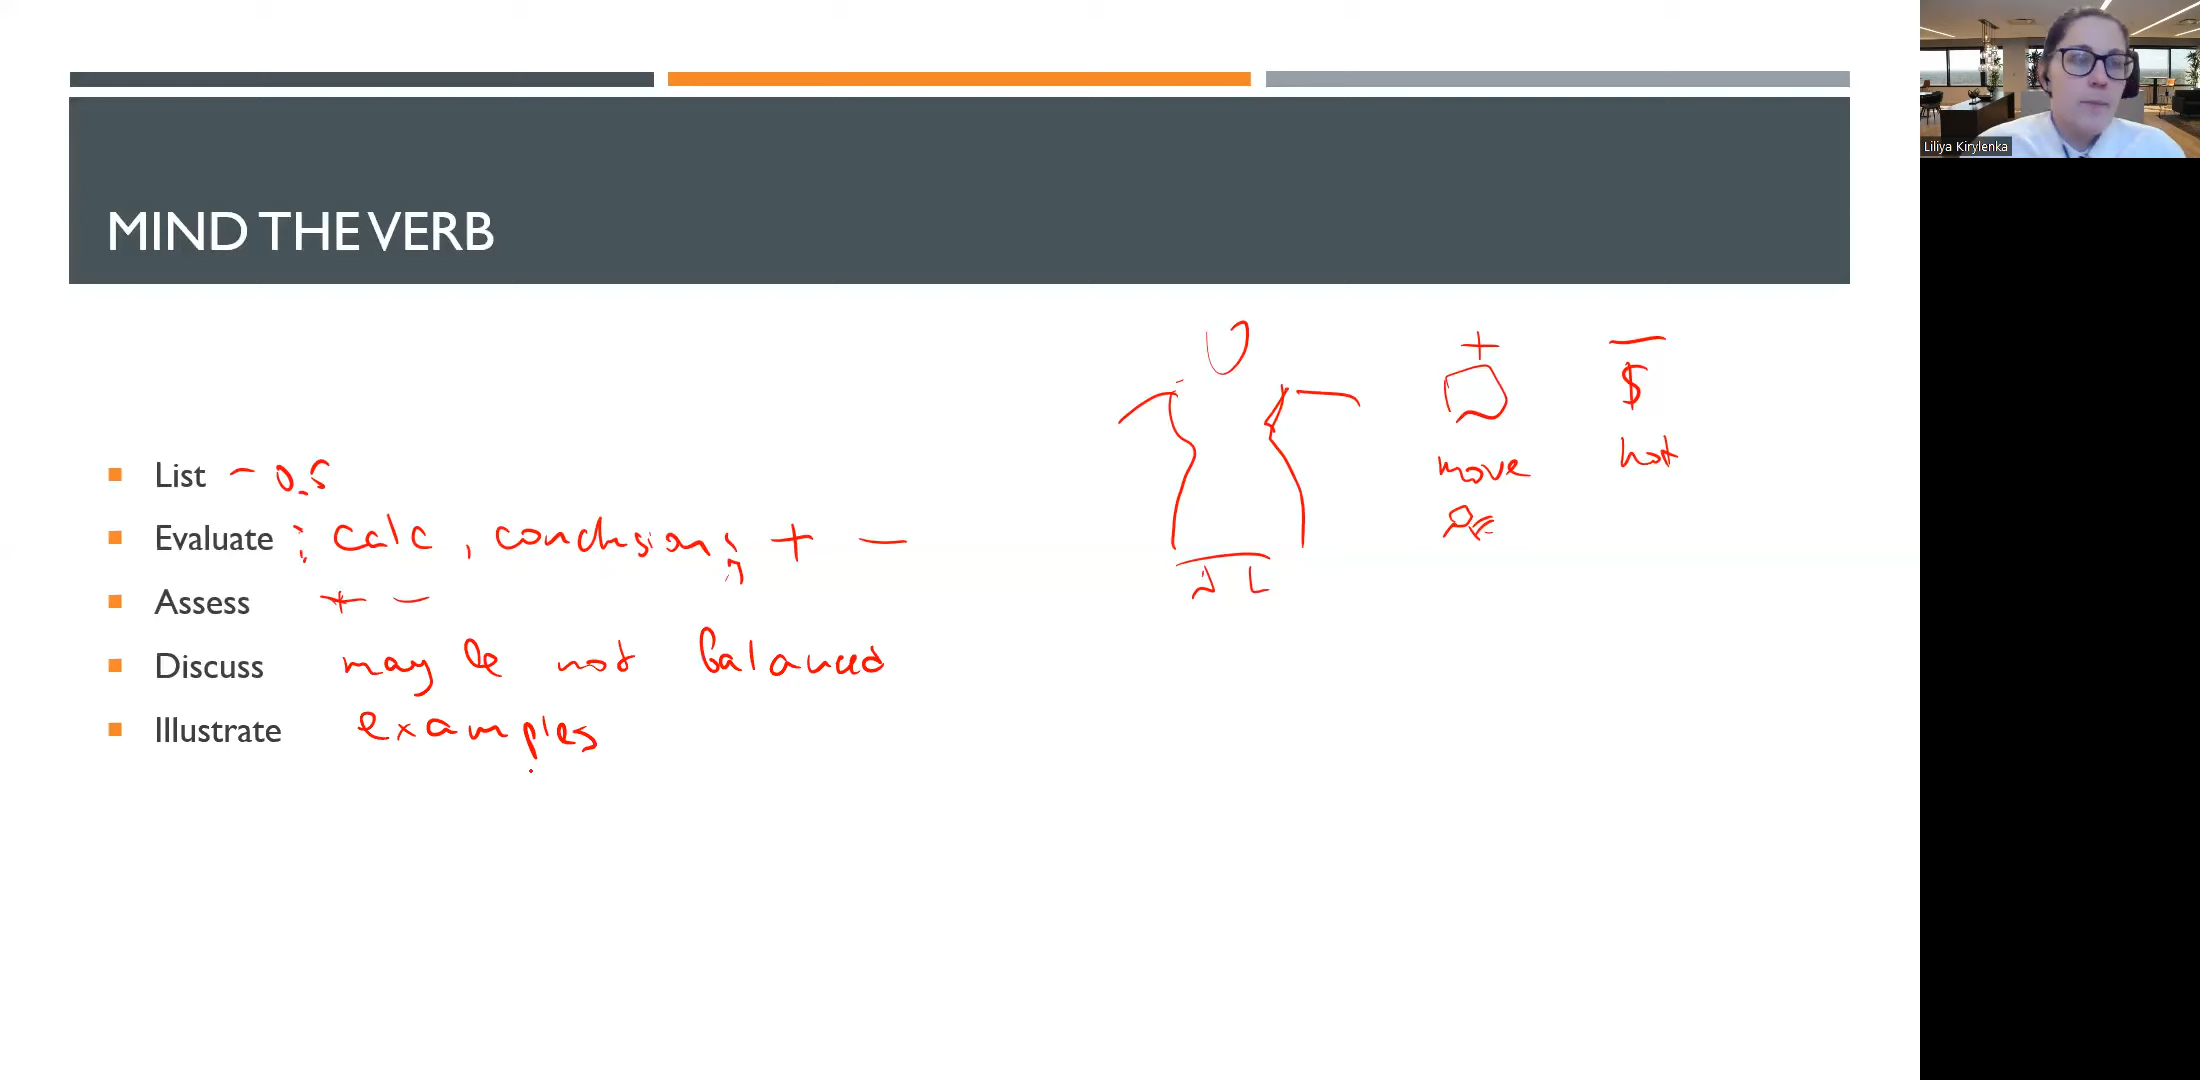 MIND THE VERB
List – 0.5
Evaluate : calc, conclusions, + –
Assess + –
Discuss may be not balanced
Illustrate examples
+ –
$
move hot
Liliya Kirylenka